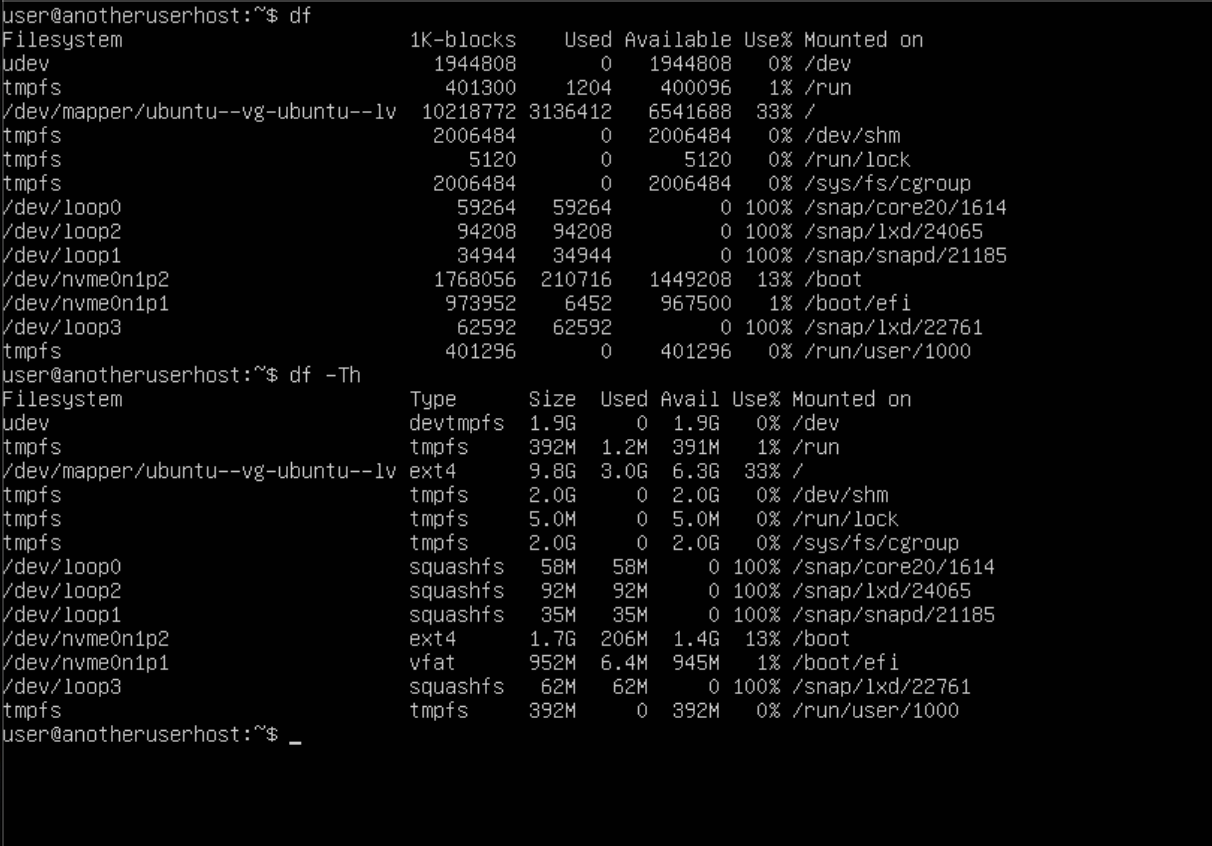 user@anotheruserhost:~$ df
Filesystem                        1K-blocks    Used Available Use% Mounted on
udev                                1944808       0   1944808   0% /dev
tmpfs                                401300    1204    400096   1% /run
/dev/mapper/ubuntu--vg-ubuntu--lv  10218772 3136412   6541688  33% /
tmpfs                               2006484       0   2006484   0% /dev/shm
tmpfs                                  5120       0      5120   0% /run/lock
tmpfs                               2006484       0   2006484   0% /sys/fs/cgroup
/dev/loop0                            59264   59264         0 100% /snap/core20/1614
/dev/loop2                            94208   94208         0 100% /snap/lxd/24065
/dev/loop1                            34944   34944         0 100% /snap/snapd/21185
/dev/nvme0n1p2                      1768056  210716   1449208  13% /boot
/dev/nvme0n1p1                       973952    6452    967500   1% /boot/efi
/dev/loop3                            62592   62592         0 100% /snap/lxd/22761
tmpfs                                401296       0    401296   0% /run/user/1000
user@anotheruserhost:~$ df -Th
Filesystem                        Type      Size  Used Avail Use% Mounted on
udev                              devtmpfs  1.9G     0  1.9G   0% /dev
tmpfs                             tmpfs     392M  1.2M  391M   1% /run
/dev/mapper/ubuntu--vg-ubuntu--lv ext4      9.8G  3.0G  6.3G  33% /
tmpfs                             tmpfs     2.0G     0  2.0G   0% /dev/shm
tmpfs                             tmpfs     5.0M     0  5.0M   0% /run/lock
tmpfs                             tmpfs     2.0G     0  2.0G   0% /sys/fs/cgroup
/dev/loop0                        squashfs   58M   58M     0 100% /snap/core20/1614
/dev/loop2                        squashfs   92M   92M     0 100% /snap/lxd/24065
/dev/loop1                        squashfs   35M   35M     0 100% /snap/snapd/21185
/dev/nvme0n1p2                    ext4      1.7G  206M  1.4G  13% /boot
/dev/nvme0n1p1                    vfat      952M  6.4M  945M   1% /boot/efi
/dev/loop3                        squashfs   62M   62M     0 100% /snap/lxd/22761
tmpfs                             tmpfs     392M     0  392M   0% /run/user/1000
user@anotheruserhost:~$ _